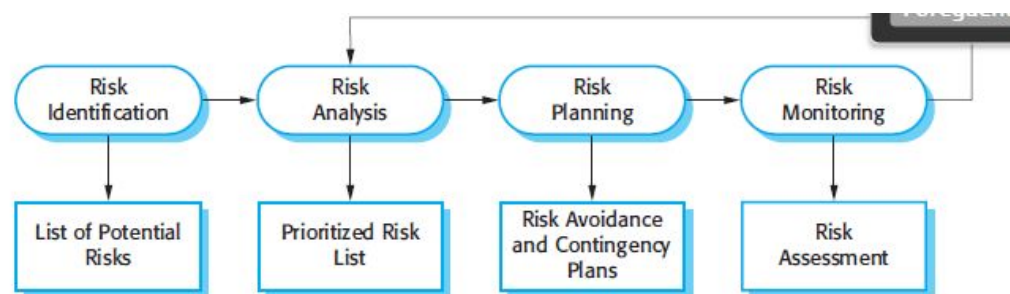 Risk
Identification
Risk
Analysis
Risk
Planning
Risk
Monitoring
List of Potential
Risks
Prioritized Risk
List
Risk Avoidance
and Contingency
Plans
Risk
Assessment